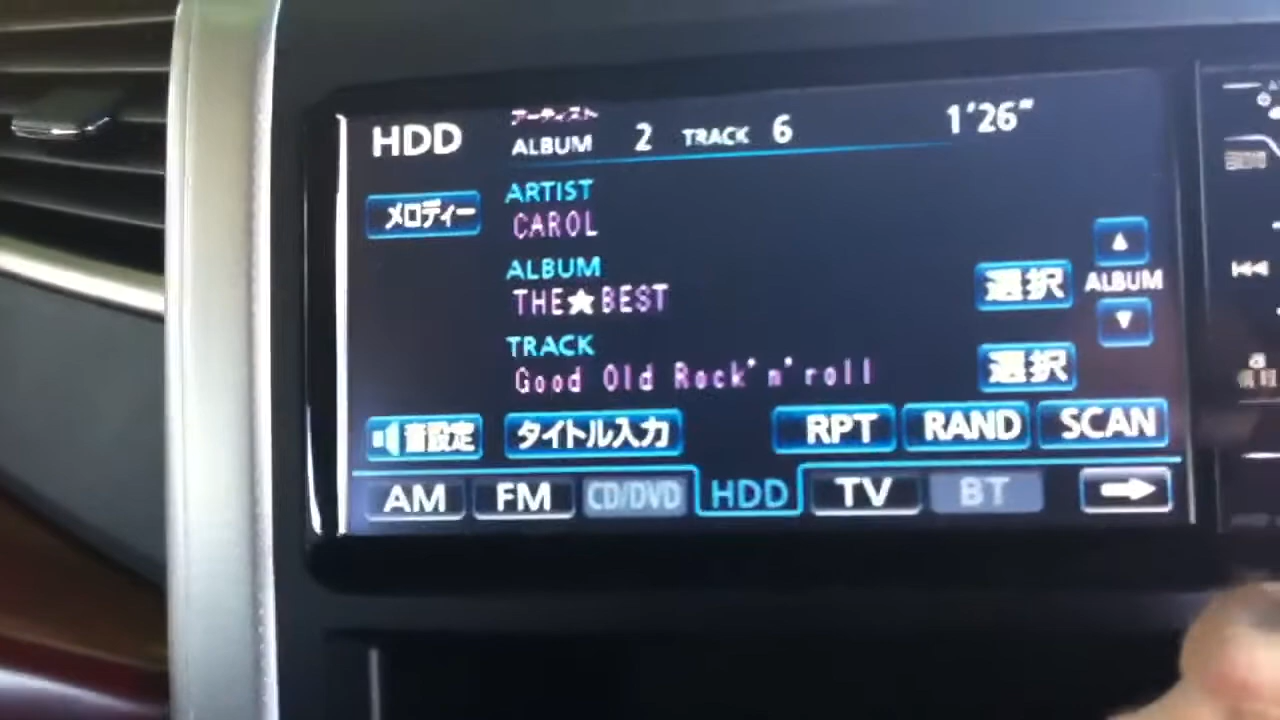 アーティスト
HDD ALBUM 2 TRACK 6 1'26"
メロディー
ARTIST
CAROL
ALBUM
THE★BEST
選択 ALBUM
TRACK
Good Old Rock'n'roll
選択
音設定 タイトル入力 RPT RAND SCAN
AM FM CD/DVD HDD TV BT